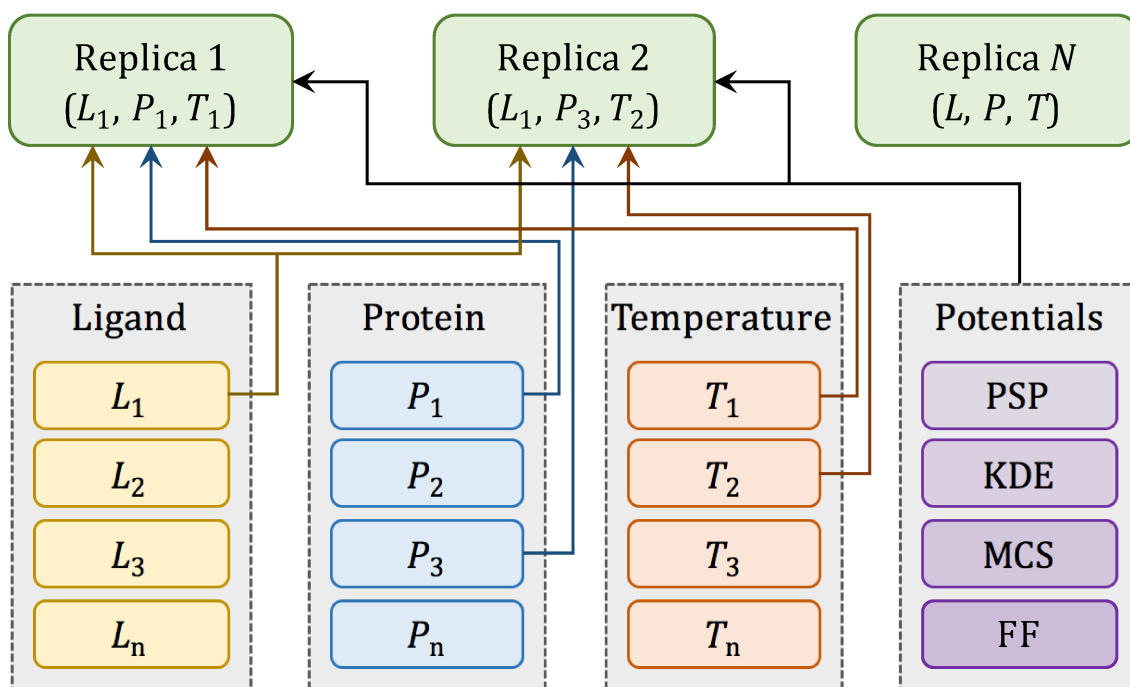 Replica 1
(L₁, P₁, T₁)
Replica 2
(L₁, P₃, T₂)
Replica N
(L, P, T)
Ligand
L₁
L₂
L₃
Lₙ
Protein
P₁
P₂
P₃
Pₙ
Temperature
T₁
T₂
T₃
Tₙ
Potentials
PSP
KDE
MCS
FF